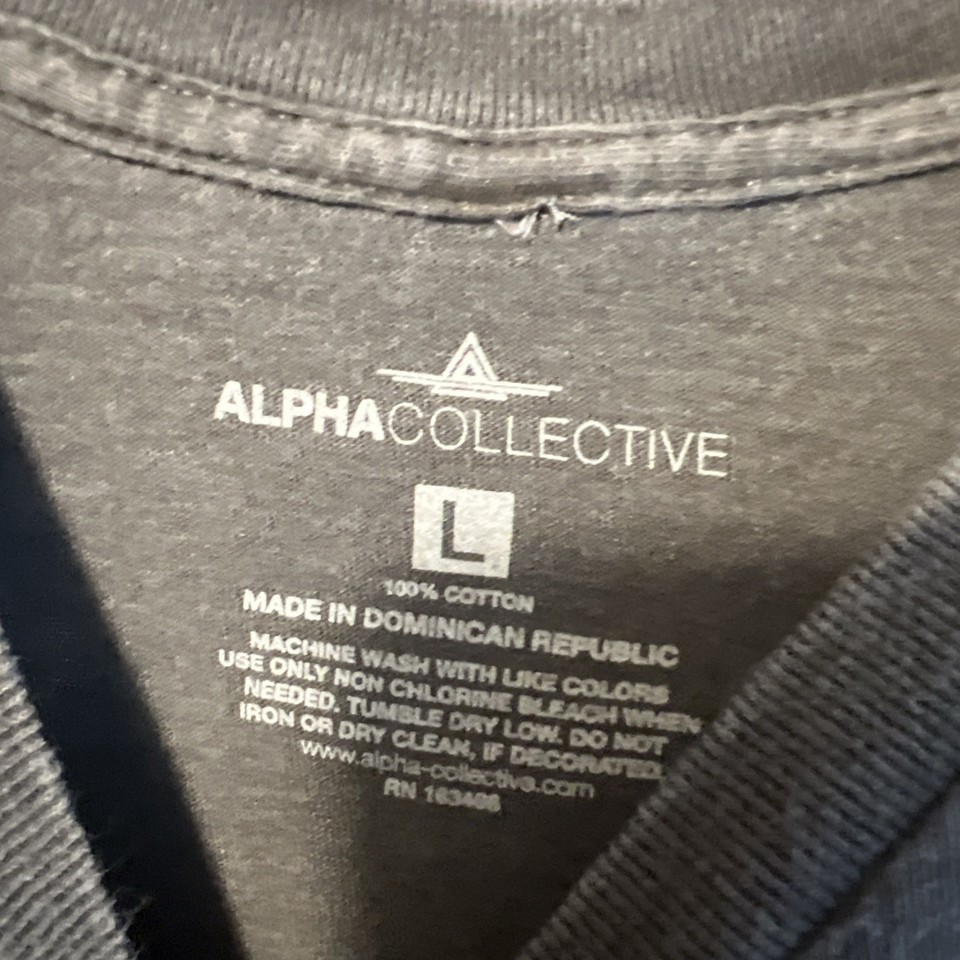 ALPHACOLLECTIVE
L
100% COTTON
MADE IN DOMINICAN REPUBLIC
MACHINE WASH WITH LIKE COLORS
USE ONLY NON CHLORINE BLEACH WHEN
NEEDED. TUMBLE DRY LOW. DO NOT
IRON OR DRY CLEAN, IF DECORATED.
www.alpha-collective.com
RN